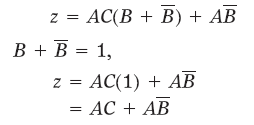 z = AC(B + B̅) + AB̅
B + B̅ = 1,
z = AC(1) + AB̅
= AC + AB̅